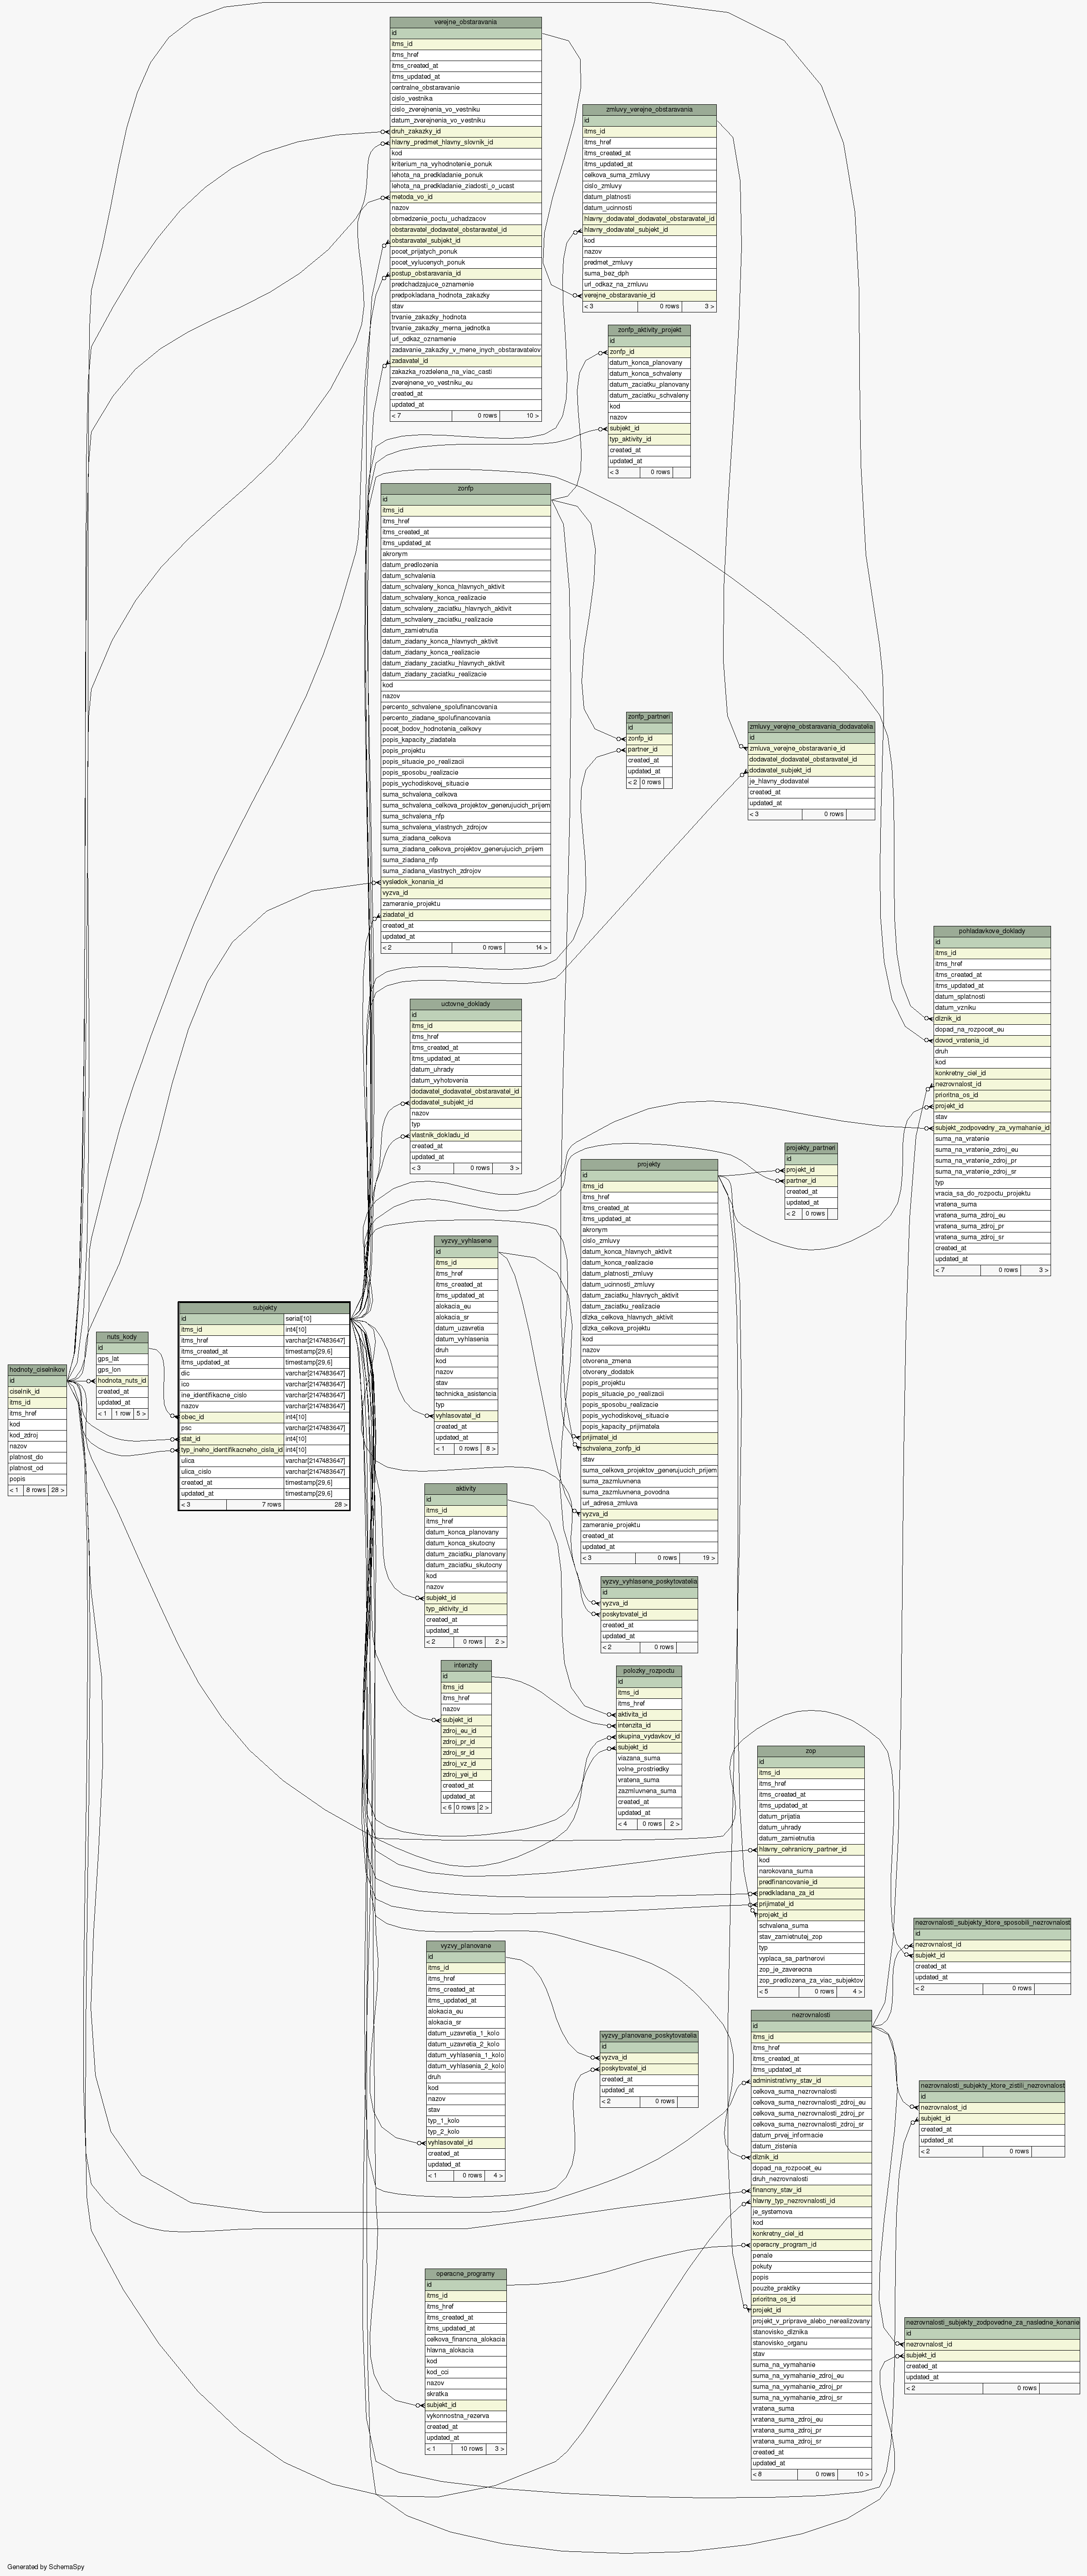 verejne_obstaravania
id
itms_id
itms_href
itms_created_at
itms_updated_at
centralne_obstaravanie
cislo_vestnika
cislo_zverejnenia_vo_vestniku
datum_zverejnenia_vo_vestniku
druh_zakazky_id
hlavny_predmet_hlavny_slovnik_id
kod
kriterium_na_vyhodnotenie_ponuk
lehota_na_predkladanie_ponuk
lehota_na_predkladanie_ziadosti_o_ucast
metoda_vo_id
nazov
obmedzenie_poctu_uchadzacov
obstaravatel_dodavatel_obstaravatel_id
obstaravatel_subjekt_id
pocet_prijatych_ponuk
pocet_vylucenych_ponuk
postup_obstaravania_id
predchadzajuce_oznamenie
predpokladana_hodnota_zakazky
stav
trvanie_zakazky_hodnota
trvanie_zakazky_merna_jednotka
url_odkaz_oznamenie
zadavanie_zakazky_v_mene_inych_obstaravatelov
zadavatel_id
zakazka_rozdelena_na_viac_casti
zverejnene_vo_vestniku_eu
created_at
updated_at
< 7 0 rows 10 >
zmluvy_verejne_obstaravania
id
itms_id
itms_href
itms_created_at
itms_updated_at
celkova_suma_zmluvy
cislo_zmluvy
datum_platnosti
datum_ucinnosti
hlavny_dodavatel_dodavatel_obstaravatel_id
hlavny_dodavatel_subjekt_id
kod
nazov
predmet_zmluvy
suma_bez_dph
url_odkaz_na_zmluvu
verejne_obstaravanie_id
< 3 0 rows 3 >
zonfp_aktivity_projekt
id
zonfp_id
datum_konca_planovany
datum_konca_schvaleny
datum_zaciatku_planovany
datum_zaciatku_schvaleny
kod
nazov
subjekt_id
typ_aktivity_id
created_at
updated_at
< 3 0 rows
zonfp
id
itms_id
itms_href
itms_created_at
itms_updated_at
akronym
datum_predlozenia
datum_schvalenia
datum_schvaleny_konca_hlavnych_aktivit
datum_schvaleny_konca_realizacie
datum_schvaleny_zaciatku_hlavnych_aktivit
datum_schvaleny_zaciatku_realizacie
datum_zamietnutia
datum_ziadany_konca_hlavnych_aktivit
datum_ziadany_konca_realizacie
datum_ziadany_zaciatku_hlavnych_aktivit
datum_ziadany_zaciatku_realizacie
kod
nazov
percento_schvalene_spolufinancovania
percento_ziadane_spolufinancovania
pocet_bodov_hodnotenia_celkovy
popis_kapacity_ziadatela
popis_projektu
popis_situacie_po_realizacii
popis_sposobu_realizacie
popis_vychodiskovej_situacie
suma_schvalena_celkova
suma_schvalena_celkova_projektov_generujucich_prijem
suma_schvalena_nfp
suma_schvalena_vlastnych_zdrojov
suma_ziadana_celkova
suma_ziadana_celkova_projektov_generujucich_prijem
suma_ziadana_nfp
suma_ziadana_vlastnych_zdrojov
vysledok_konania_id
vyzva_id
zameranie_projektu
ziadatel_id
created_at
updated_at
< 2 0 rows 14 >
zonfp_partneri
id
zonfp_id
partner_id
created_at
updated_at
< 2 0 rows
zmluvy_verejne_obstaravania_dodavatelia
id
zmluva_verejne_obstaravanie_id
dodavatel_dodavatel_obstaravatel_id
dodavatel_subjekt_id
je_hlavny_dodavatel
created_at
updated_at
< 3 0 rows
pohladavkove_doklady
id
itms_id
itms_href
itms_created_at
itms_updated_at
datum_splatnosti
datum_vzniku
dlznik_id
dopad_na_rozpocet_eu
dovod_vratenia_id
druh
kod
konkretny_ciel_id
nezrovnalost_id
prioritna_os_id
projekt_id
stav
subjekt_zodpovedny_za_vymahanie_id
suma_na_vratenie
suma_na_vratenie_zdroj_eu
suma_na_vratenie_zdroj_pr
suma_na_vratenie_zdroj_sr
typ
vracia_sa_do_rozpoctu_projektu
vratena_suma
vratena_suma_zdroj_eu
vratena_suma_zdroj_pr
vratena_suma_zdroj_sr
created_at
updated_at
< 7 0 rows 3 >
uctovne_doklady
id
itms_id
itms_href
itms_created_at
itms_updated_at
datum_uhrady
datum_vyhotovenia
dodavatel_dodavatel_obstaravatel_id
dodavatel_subjekt_id
nazov
typ
vlastnik_dokladu_id
created_at
updated_at
< 3 0 rows 3 >
projekty_partneri
id
projekt_id
partner_id
created_at
updated_at
< 2 0 rows
projekty
id
itms_id
itms_href
itms_created_at
itms_updated_at
akronym
cislo_zmluvy
datum_konca_hlavnych_aktivit
datum_konca_realizacie
datum_platnosti_zmluvy
datum_ucinnosti_zmluvy
datum_zaciatku_hlavnych_aktivit
datum_zaciatku_realizacie
dlzka_celkova_hlavnych_aktivit
dlzka_celkova_projektu
kod
nazov
otvorena_zmena
otvoreny_dodatok
popis_projektu
popis_situacie_po_realizacii
popis_sposobu_realizacie
popis_vychodiskovej_situacie
popis_kapacity_prijimatela
prijimatel_id
schvalena_zonfp_id
stav
suma_celkova_projektov_generujucich_prijem
suma_zazmluvnena
suma_zazmluvnena_povodna
url_adresa_zmluva
vyzva_id
zameranie_projektu
created_at
updated_at
< 3 0 rows 19 >
vyzvy_vyhlasene
id
itms_id
itms_href
itms_created_at
itms_updated_at
alokacia_eu
alokacia_sr
datum_uzavretia
datum_vyhlasenia
druh
kod
nazov
stav
technicka_asistencia
typ
vyhlasovatel_id
created_at
updated_at
< 1 0 rows 8 >
subjekty
id serial[10]
itms_id int4[10]
itms_href varchar[2147483647]
itms_created_at timestamp[29,6]
itms_updated_at timestamp[29,6]
dic varchar[2147483647]
ico varchar[2147483647]
ine_identifikacne_cislo varchar[2147483647]
nazov varchar[2147483647]
obec_id int4[10]
psc varchar[2147483647]
stat_id int4[10]
typ_ineho_identifikacneho_cisla_id int4[10]
ulica varchar[2147483647]
ulica_cislo varchar[2147483647]
created_at timestamp[29,6]
updated_at timestamp[29,6]
< 3 7 rows 28 >
nuts_kody
id
gps_lat
gps_lon
hodnota_nuts_id
created_at
updated_at
< 1 1 row 5 >
hodnoty_ciselnikov
id
ciselnik_id
itms_id
itms_href
kod
kod_zdroj
nazov
platnost_do
platnost_od
popis
< 1 8 rows 28 >
aktivity
id
itms_id
itms_href
datum_konca_planovany
datum_konca_skutocny
datum_zaciatku_planovany
datum_zaciatku_skutocny
kod
nazov
subjekt_id
typ_aktivity_id
created_at
updated_at
< 2 0 rows 2 >
vyzvy_vyhlasene_poskytovatelia
id
vyzva_id
poskytovatel_id
created_at
updated_at
< 2 0 rows
intenzity
id
itms_id
itms_href
nazov
subjekt_id
zdroj_eu_id
zdroj_pr_id
zdroj_sr_id
zdroj_vz_id
zdroj_yei_id
created_at
updated_at
< 6 0 rows 2 >
polozky_rozpoctu
id
itms_id
itms_href
aktivita_id
intenzita_id
skupina_vydavkov_id
subjekt_id
viazana_suma
volne_prostriedky
vratena_suma
zazmluvnena_suma
created_at
updated_at
< 4 0 rows 2 >
zop
id
itms_id
itms_href
itms_created_at
itms_updated_at
datum_prijatia
datum_uhrady
datum_zamietnutia
hlavny_cehranicny_partner_id
kod
narokovana_suma
predfinancovanie_id
predkladana_za_id
prijimatel_id
projekt_id
schvalena_suma
stav_zamietnutej_zop
typ
vyplaca_sa_partnerovi
zop_je_zaverecna
zop_predlozena_za_viac_subjektov
< 5 0 rows 4 >
nezrovnalosti_subjekty_ktore_sposobili_nezrovnalost
id
nezrovnalost_id
subjekt_id
created_at
updated_at
< 2 0 rows
vyzvy_planovane
id
itms_id
itms_href
itms_created_at
itms_updated_at
alokacia_eu
alokacia_sr
datum_uzavretia_1_kolo
datum_uzavretia_2_kolo
datum_vyhlasenia_1_kolo
datum_vyhlasenia_2_kolo
druh
kod
nazov
stav
typ_1_kolo
typ_2_kolo
vyhlasovatel_id
created_at
updated_at
< 1 0 rows 4 >
vyzvy_planovane_poskytovatelia
id
vyzva_id
poskytovatel_id
created_at
updated_at
< 2 0 rows
nezrovnalosti
id
itms_id
itms_href
itms_created_at
itms_updated_at
administrativny_stav_id
celkova_suma_nezrovnalosti
celkova_suma_nezrovnalosti_zdroj_eu
celkova_suma_nezrovnalosti_zdroj_pr
celkova_suma_nezrovnalosti_zdroj_sr
datum_prvej_informacie
datum_zistenia
dlznik_id
dopad_na_rozpocet_eu
druh_nezrovnalosti
financny_stav_id
hlavny_typ_nezrovnalosti_id
je_systemova
kod
konkretny_ciel_id
operacny_program_id
penale
pokuty
popis
pouzite_praktiky
prioritna_os_id
projekt_id
projekt_v_priprave_alebo_nerealizovany
stanovisko_dlznika
stanovisko_organu
stav
suma_na_vymahanie
suma_na_vymahanie_zdroj_eu
suma_na_vymahanie_zdroj_pr
suma_na_vymahanie_zdroj_sr
vratena_suma
vratena_suma_zdroj_eu
vratena_suma_zdroj_pr
vratena_suma_zdroj_sr
created_at
updated_at
< 8 0 rows 10 >
nezrovnalosti_subjekty_ktore_zistili_nezrovnalost
id
nezrovnalost_id
subjekt_id
created_at
updated_at
< 2 0 rows
operacne_programy
id
itms_id
itms_href
itms_created_at
itms_updated_at
celkova_financna_alokacia
hlavna_alokacia
kod
kod_cci
nazov
skratka
subjekt_id
vykonnostna_rezerva
created_at
updated_at
< 1 10 rows 3 >
nezrovnalosti_subjekty_zodpovedne_za_nasledne_konanie
id
nezrovnalost_id
subjekt_id
created_at
updated_at
< 2 0 rows
Generated by SchemaSpy